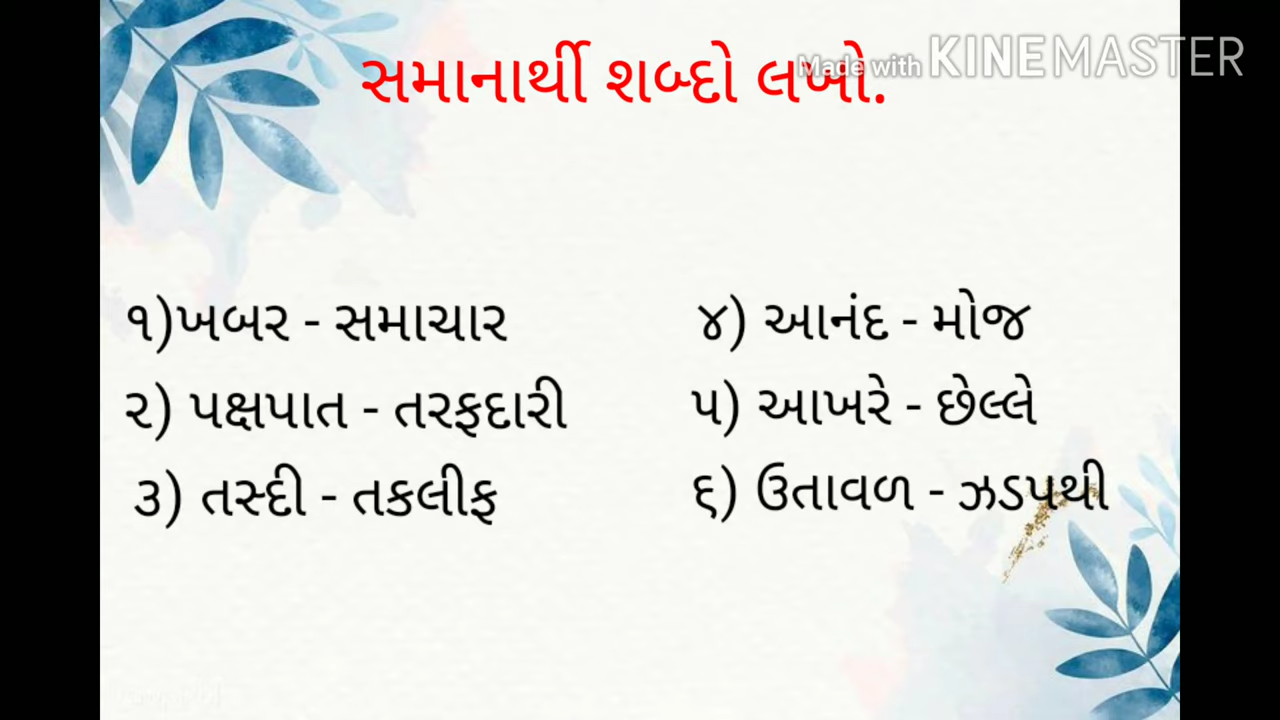 સમાનાર્થી શબ્દો લખો.
Made with KINEMASTER
૧)ખબર - સમાચાર
૨) પક્ષપાત - તરફદારી
૩) તસ્દી - તકલીફ
૪) આનંદ - મોજ
૫) આખરે - છેલ્લે
૬) ઉતાવળ - ઝડપથી